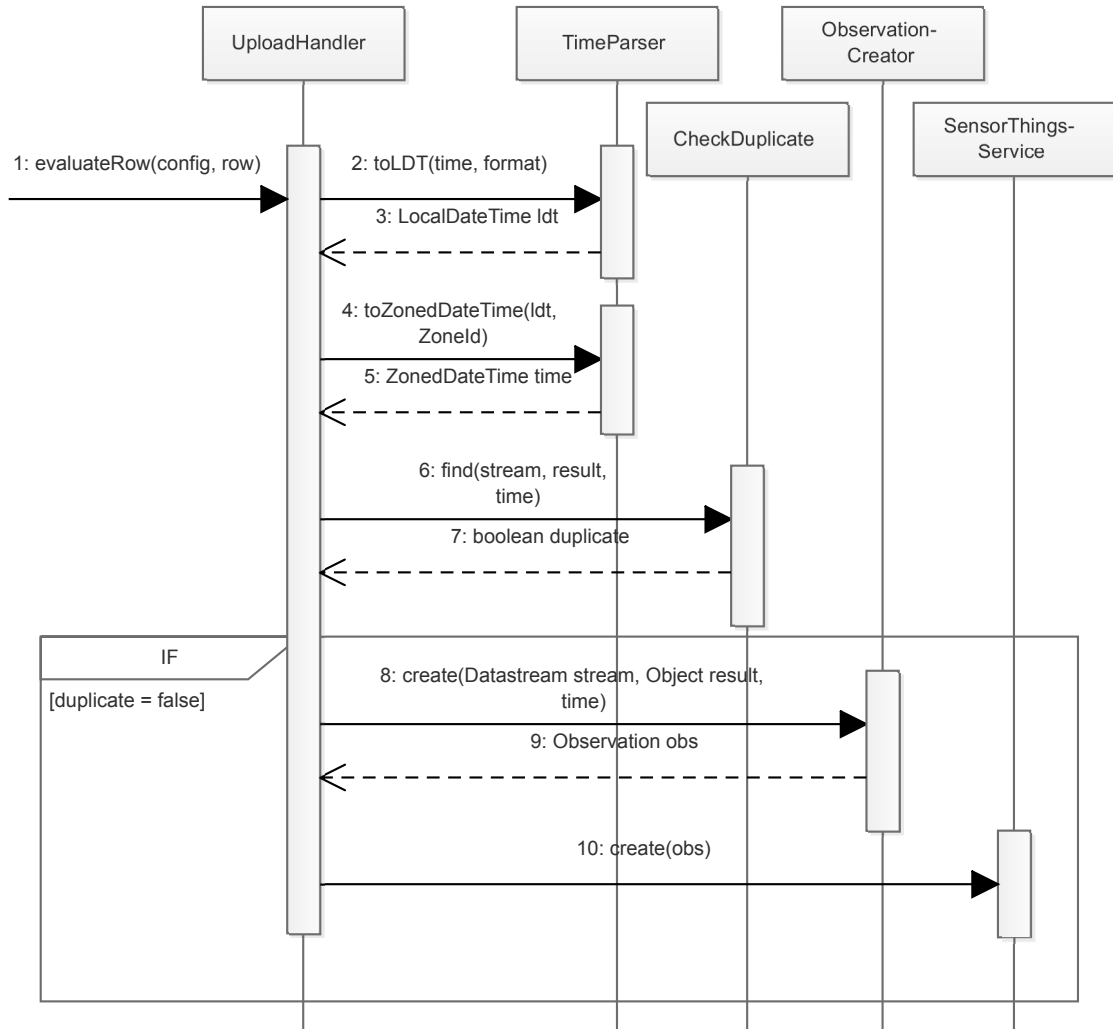 UploadHandler
TimeParser
Observation-
Creator
CheckDuplicate
SensorThings-
Service
1: evaluateRow(config, row)
2: toLDT(time, format)
3: LocalDateTime ldt
4: toZonedDateTime(ldt,
ZoneId)
5: ZonedDateTime time
6: find(stream, result,
time)
7: boolean duplicate
IF
[duplicate = false]
8: create(Datastream stream, Object result,
time)
9: Observation obs
10: create(obs)